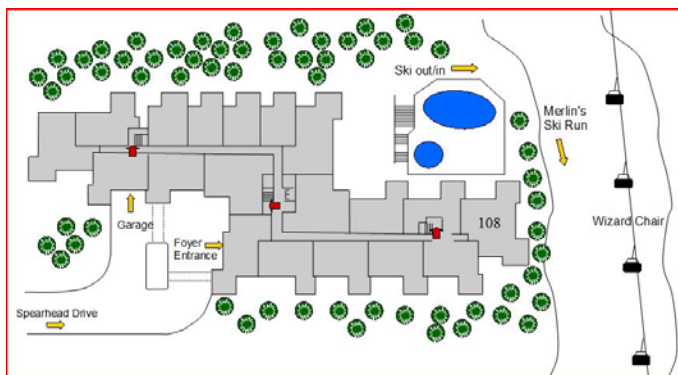 Ski out/in
Merlin's
Ski Run
108
Wizard Chair
Garage
Foyer
Entrance
Spearhead Drive